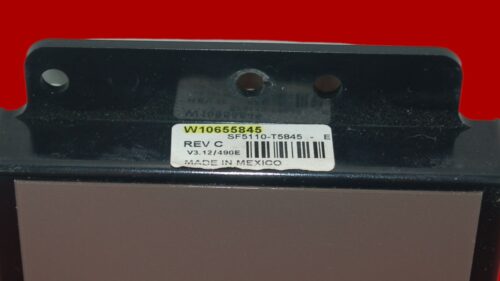 W10655845
SF5110-T5845 - E
REV C
V3.12/490E
MADE IN MEXICO